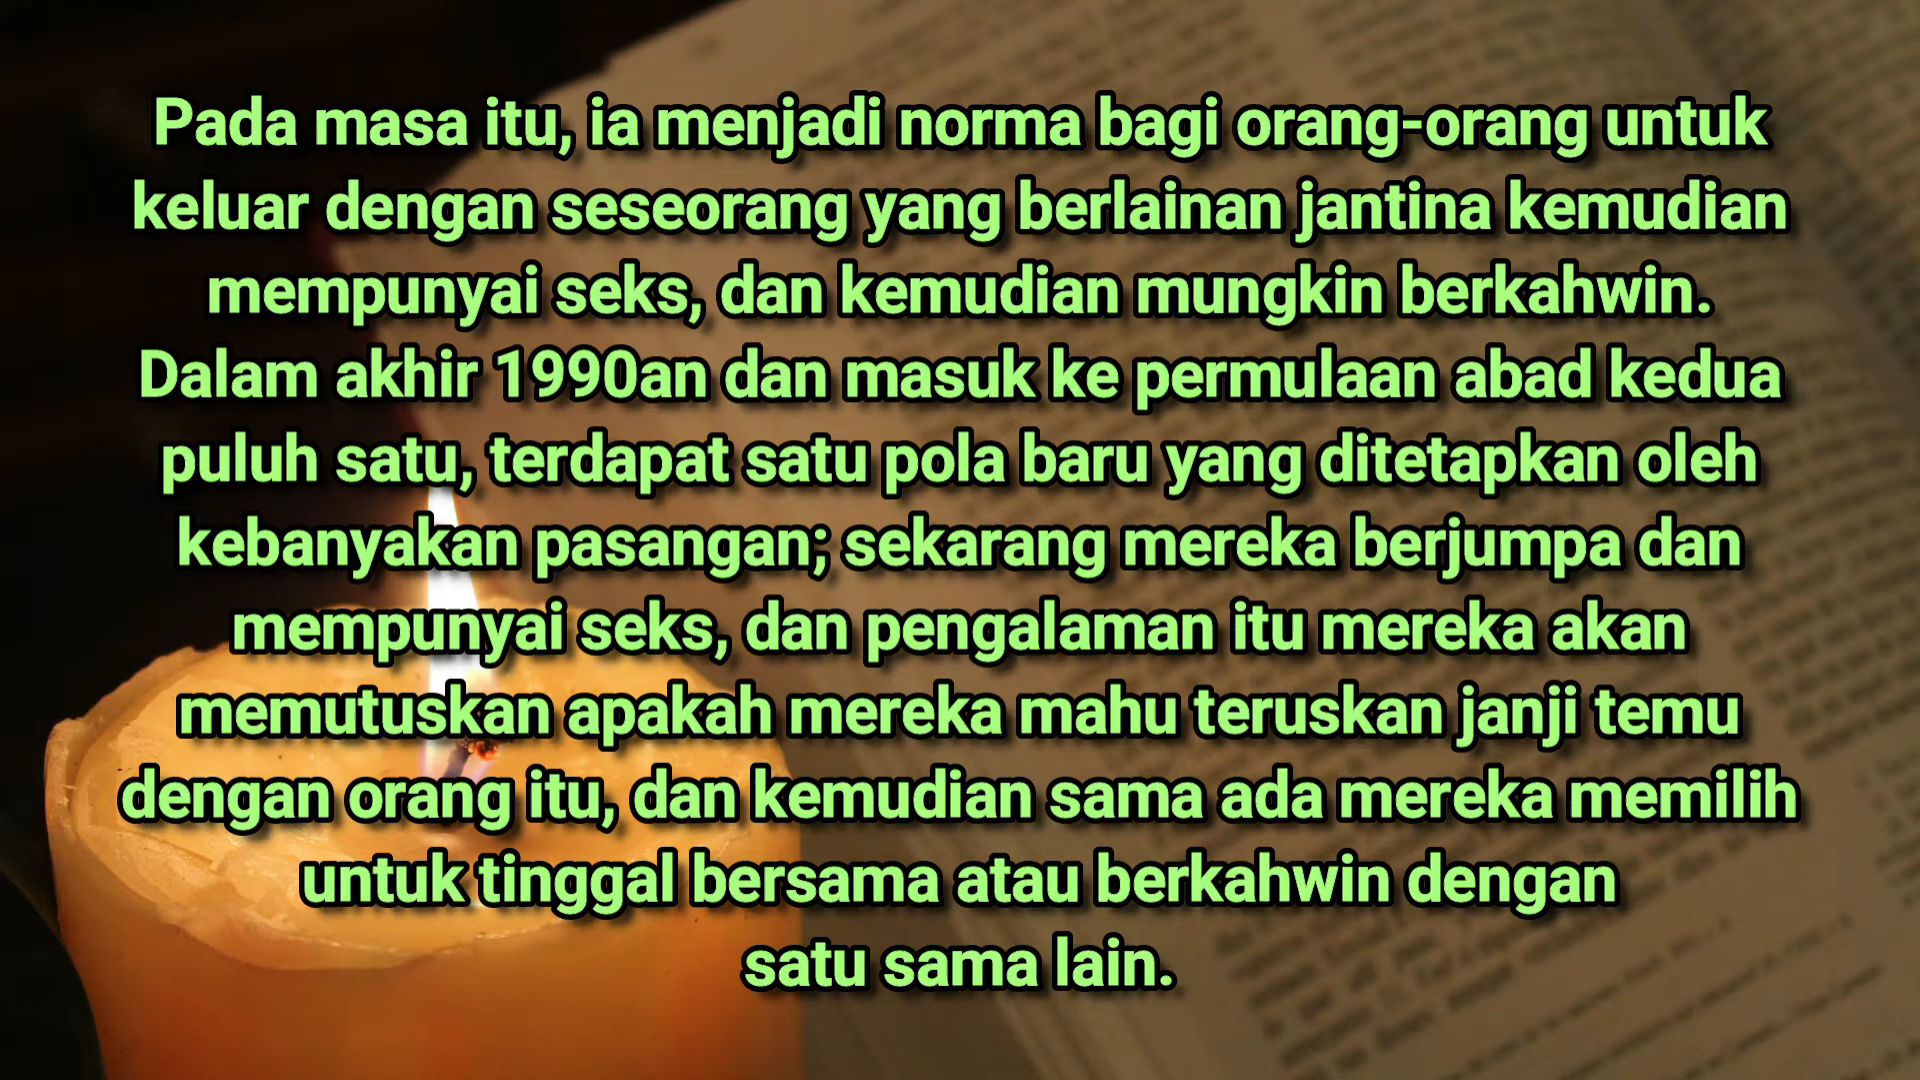 Pada masa itu, ia menjadi norma bagi orang-orang untuk
keluar dengan seseorang yang berlainan jantina kemudian
mempunyai seks, dan kemudian mungkin berkahwin.
Dalam akhir 1990an dan masuk ke permulaan abad kedua
puluh satu, terdapat satu pola baru yang ditetapkan oleh
kebanyakan pasangan; sekarang mereka berjumpa dan
mempunyai seks, dan pengalaman itu mereka akan
memutuskan apakah mereka mahu teruskan janji temu
dengan orang itu, dan kemudian sama ada mereka memilih
untuk tinggal bersama atau berkahwin dengan
satu sama lain.